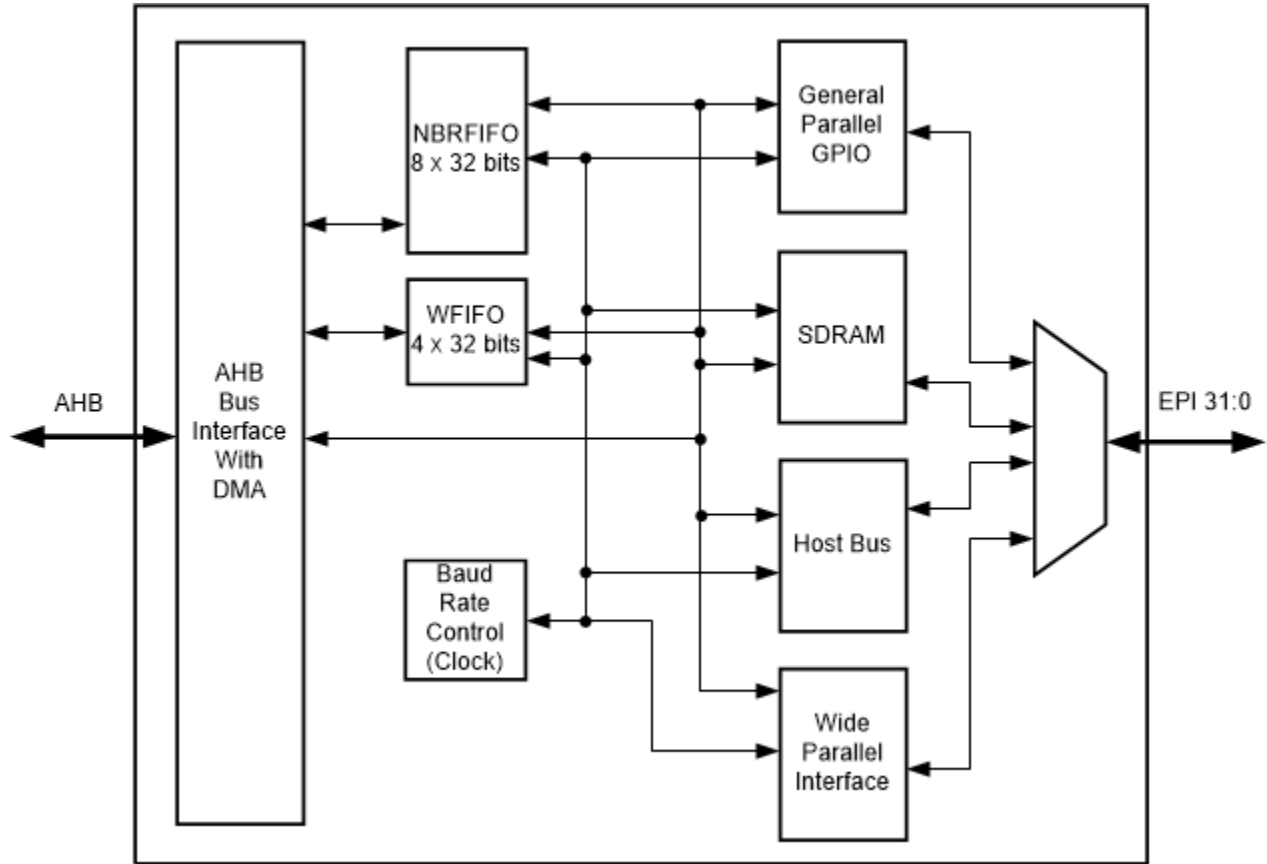 AHB
AHB
Bus
Interface
With
DMA
NBRFIFO
8 x 32 bits
WFIFO
4 x 32 bits
Baud
Rate
Control
(Clock)
General
Parallel
GPIO
SDRAM
Host Bus
Wide
Parallel
Interface
EPI 31:0